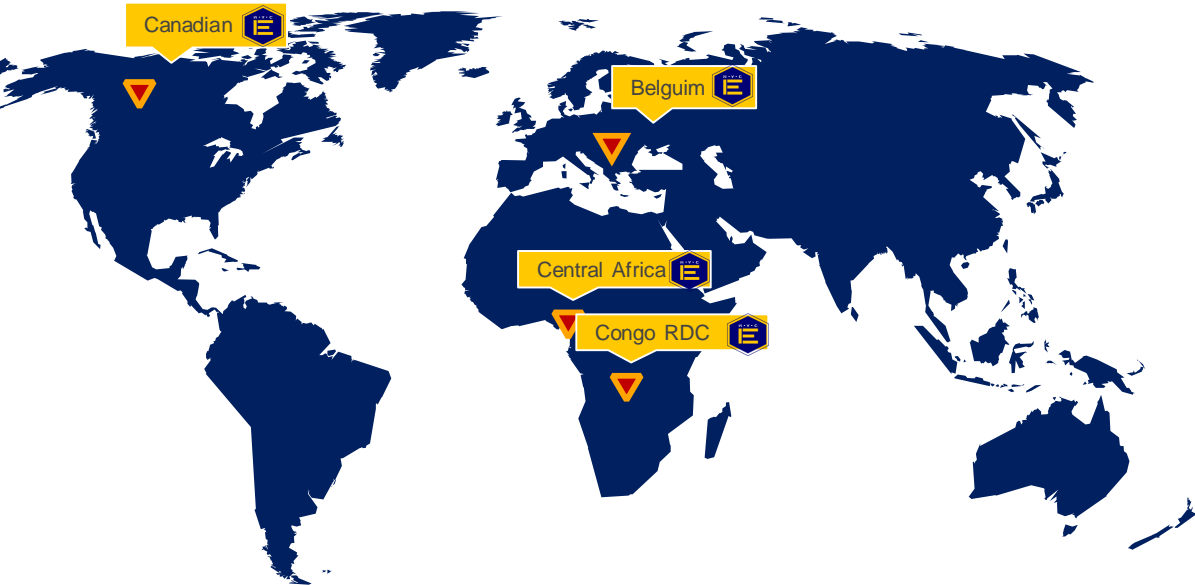 Canadian
M·V·C
E
Belguim
M·V·C
E
Central Africa
M·V·C
E
Congo RDC
M·V·C
E